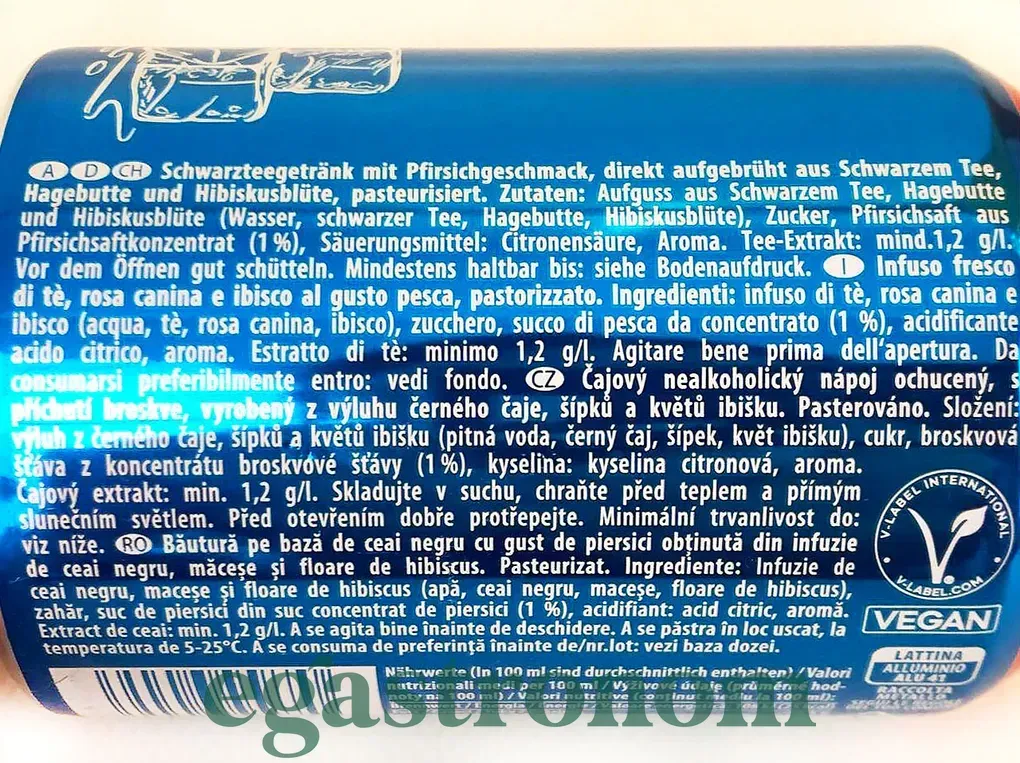 A D CH Schwarzteegetränk mit Pfirsichgeschmack, direkt aufgebrüht aus Schwarzem Tee,
Hagebutte und Hibiskusblüte, pasteurisiert. Zutaten: Aufguss aus Schwarzem Tee, Hagebutte
und Hibiskusblüte (Wasser, schwarzer Tee, Hagebutte, Hibiskusblüte), Zucker, Pfirsichsaft aus
Pfirsichsaftkonzentrat (1%), Säuerungsmittel: Citronensäure, Aroma. Tee-Extrakt: mind.1,2 g/l.
Vor dem Öffnen gut schütteln. Mindestens haltbar bis: siehe Bodenaufdruck. I Infuso fresco
di tè, rosa canina e ibisco al gusto pesca, pastorizzato. Ingredienti: infuso di tè, rosa canina e
ibisco (acqua, tè, rosa canina, ibisco), zucchero, succo di pesca da concentrato (1 %), acidificante
acido citrico, aroma. Estratto di tè: minimo 1,2 g/l. Agitare bene prima dell'apertura. Da
consumarsi preferibilmente entro: vedi fondo. CZ Čajový nealkoholický nápoj ochucený, s
příchutí broskve, vyrobený z výluhu černého čaje, šípků a květů ibišku. Pasterováno. Složení:
výluh z černého čaje, šípků a květů ibišku (pitná voda, černý čaj, šípek, květ ibišku), cukr, broskvová
šťáva z koncentrátu broskvové šťávy (1%), kyselina: kyselina citronová, aroma.
Čajový extrakt: min. 1,2 g/l. Skladujte v suchu, chraňte před teplem a přímým
slunečním světlem. Před otevřením dobře protřepejte. Minimální trvanlivost do:
viz níže. RO Băutură pe bază de ceai negru cu gust de piersici obținută din infuzie
de ceai negru, măceșe și floare de hibiscus. Pasteurizat. Ingrediente: Infuzie de
ceai negru, maceșe și floare de hibiscus (apă, ceai negru, maceșe, floare de hibiscus),
zahăr, suc de piersici din suc concentrat de piersici (1 %), acidifiant: acid citric, aromă.
Extract de ceai: min. 1,2 g/l. A se agita bine înainte de deschidere. A se păstra în loc uscat, la
temperatura de 5-25°C. A se consuma de preferință înainte de/nr.lot: vezi baza dozei.
V-LABEL INTERNATIONAL
V-LABEL.COM
VEGAN
LATTINA
ALLUMINIO
ALU 41
RACCOLTA
Nährwerte (In 100 ml sind durchschnittlich enthalten) / Valori
nutrizionali medi per 100 ml / Výživové údaje (průměrné hod-
noty na 100 ml) / Valori nutritive
egastronom